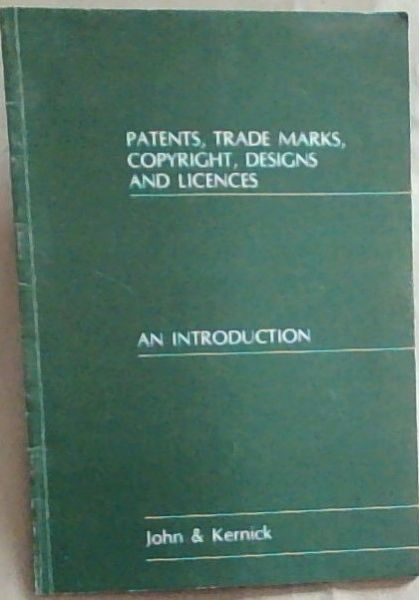 PATENTS, TRADE MARKS,
COPYRIGHT, DESIGNS
AND LICENCES
AN INTRODUCTION
John & Kernick